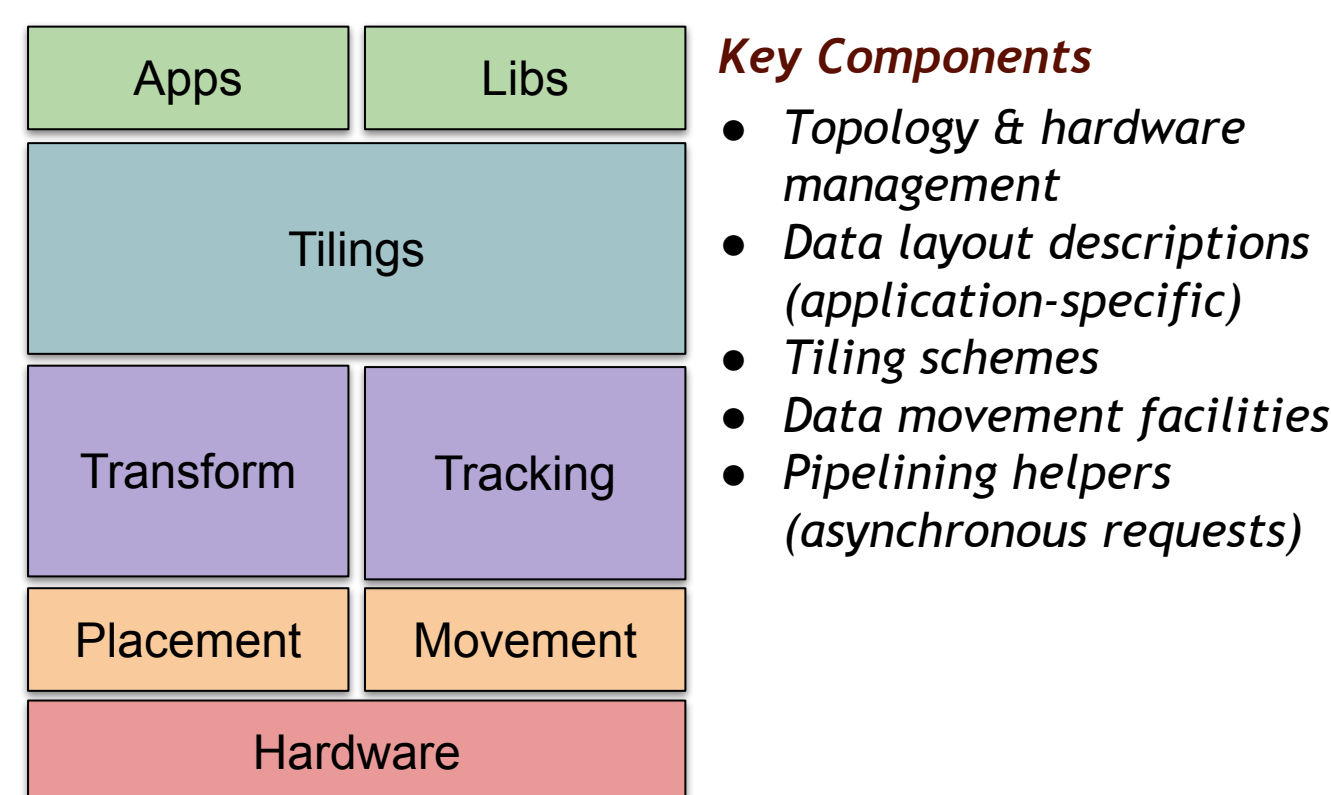 Apps
Libs
Tilings
Transform
Tracking
Placement
Movement
Hardware
Key Components
● Topology & hardware
management
● Data layout descriptions
(application-specific)
● Tiling schemes
● Data movement facilities
● Pipelining helpers
(asynchronous requests)